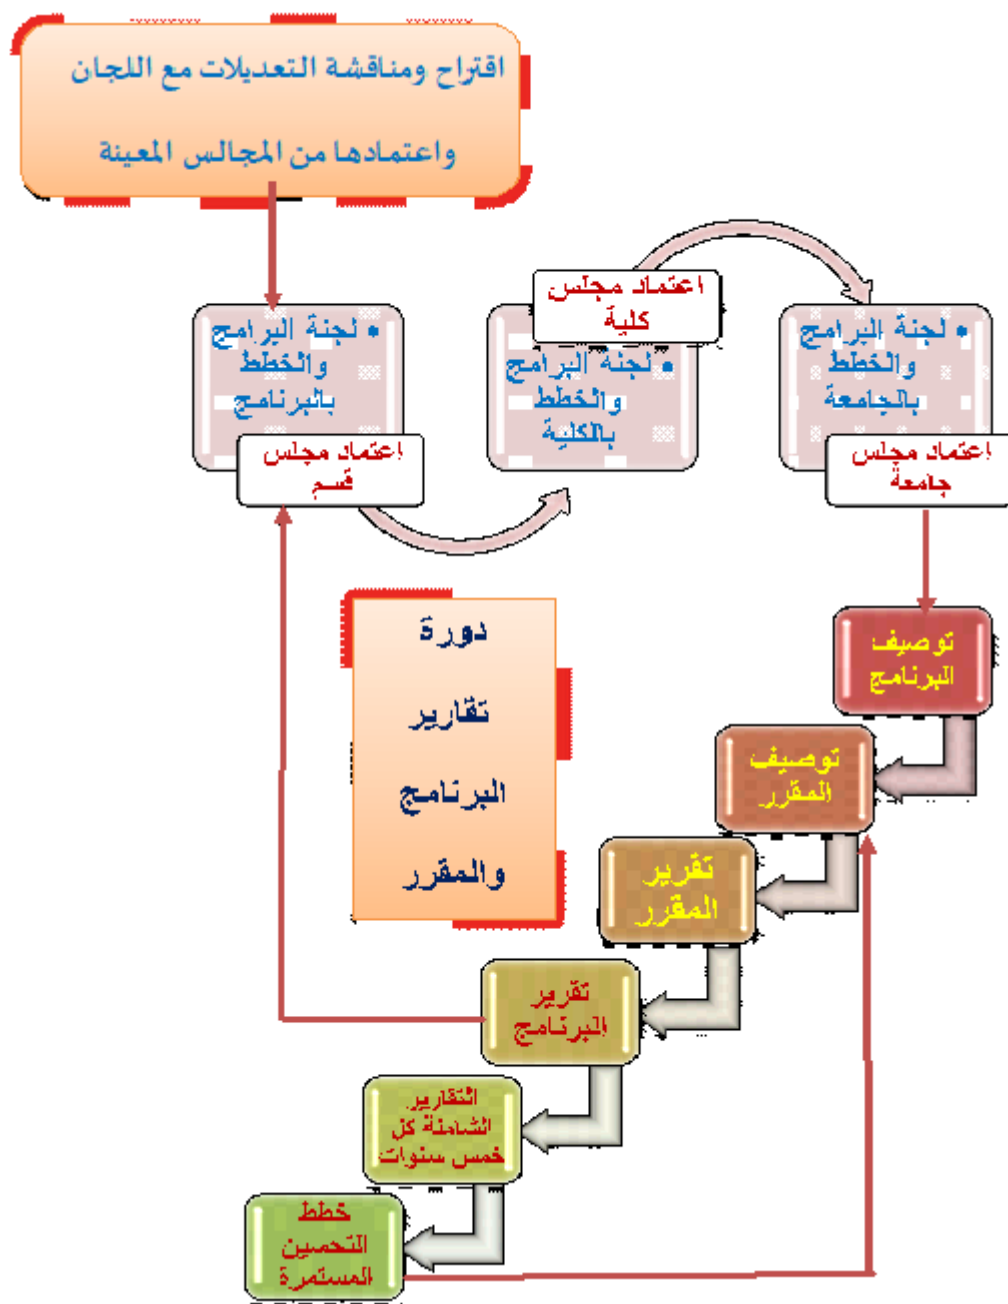 اقتراح ومناقشة التعديلات مع اللجان
واعتمادها من المجالس المعينة
• لجنة البرامج
والخطط
بالبرنامج
اعتماد مجلس
قسم
اعتماد مجلس
كلية
• لجنة البرامج
والخطط
بالكلية
• لجنة البرامج
والخطط
بالجامعة
اعتماد مجلس
جامعة
دورة
تقارير
البرنامج
والمقرر
توصيف
البرنامج
توصيف
المقرر
تقرير
المقرر
تقرير
البرنامج
التقارير
الشاملة كل
خمس سنوات
خطط
التحسين
المستمرة